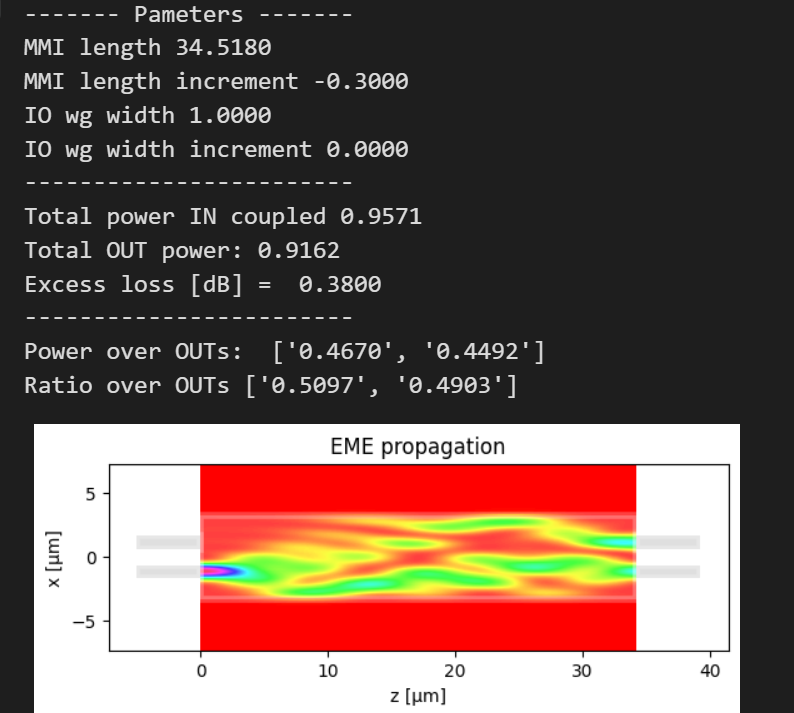 ------- Pameters -------
MMI length 34.5180
MMI length increment -0.3000
IO wg width 1.0000
IO wg width increment 0.0000
------------------------
Total power IN coupled 0.9571
Total OUT power: 0.9162
Excess loss [dB] =  0.3800
------------------------
Power over OUTs:  ['0.4670', '0.4492']
Ratio over OUTs ['0.5097', '0.4903']
EME propagation
5
0
−5
x [μm]
0 10 20 30 40
z [μm]